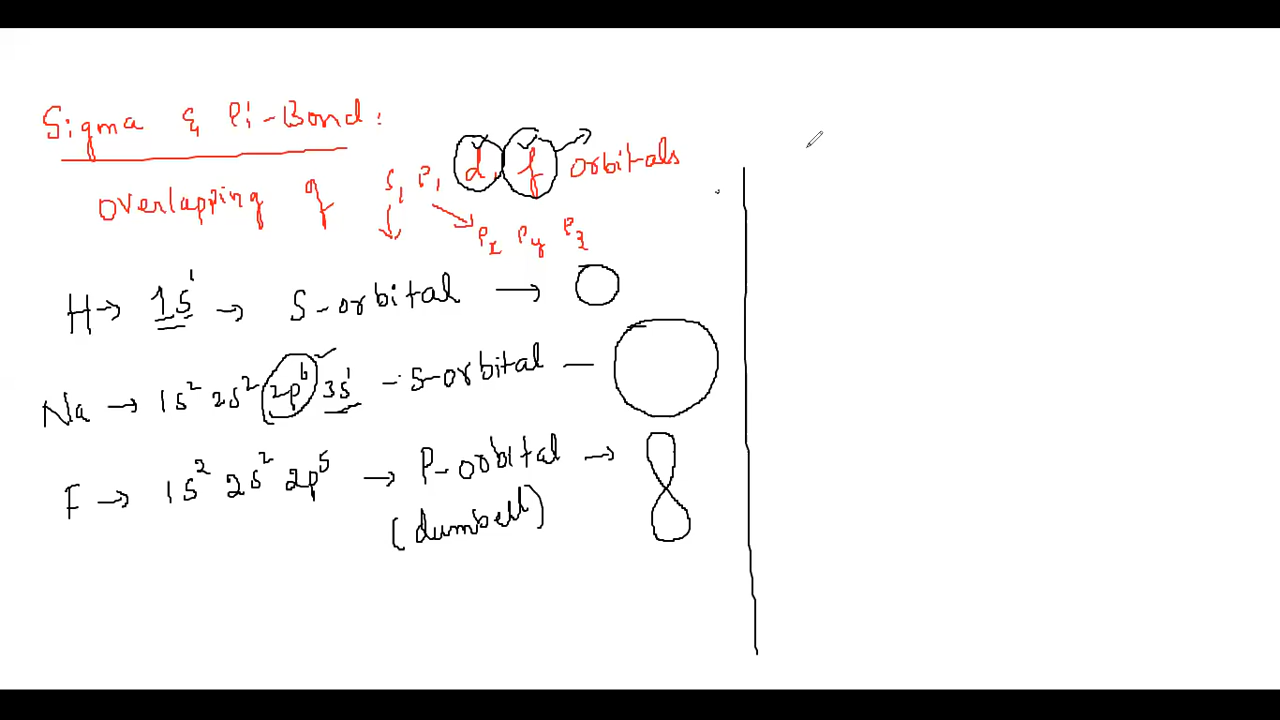 Sigma & Pi-Bond:
Overlapping of s, p, d, f orbitals
Px Py Pz
H → 1s¹ → S-orbital →
Na → 1s² 2s² 2p⁶ 3s¹ - S-orbital -
F → 1s² 2s² 2p⁵ → P-orbital →
(dumbell)